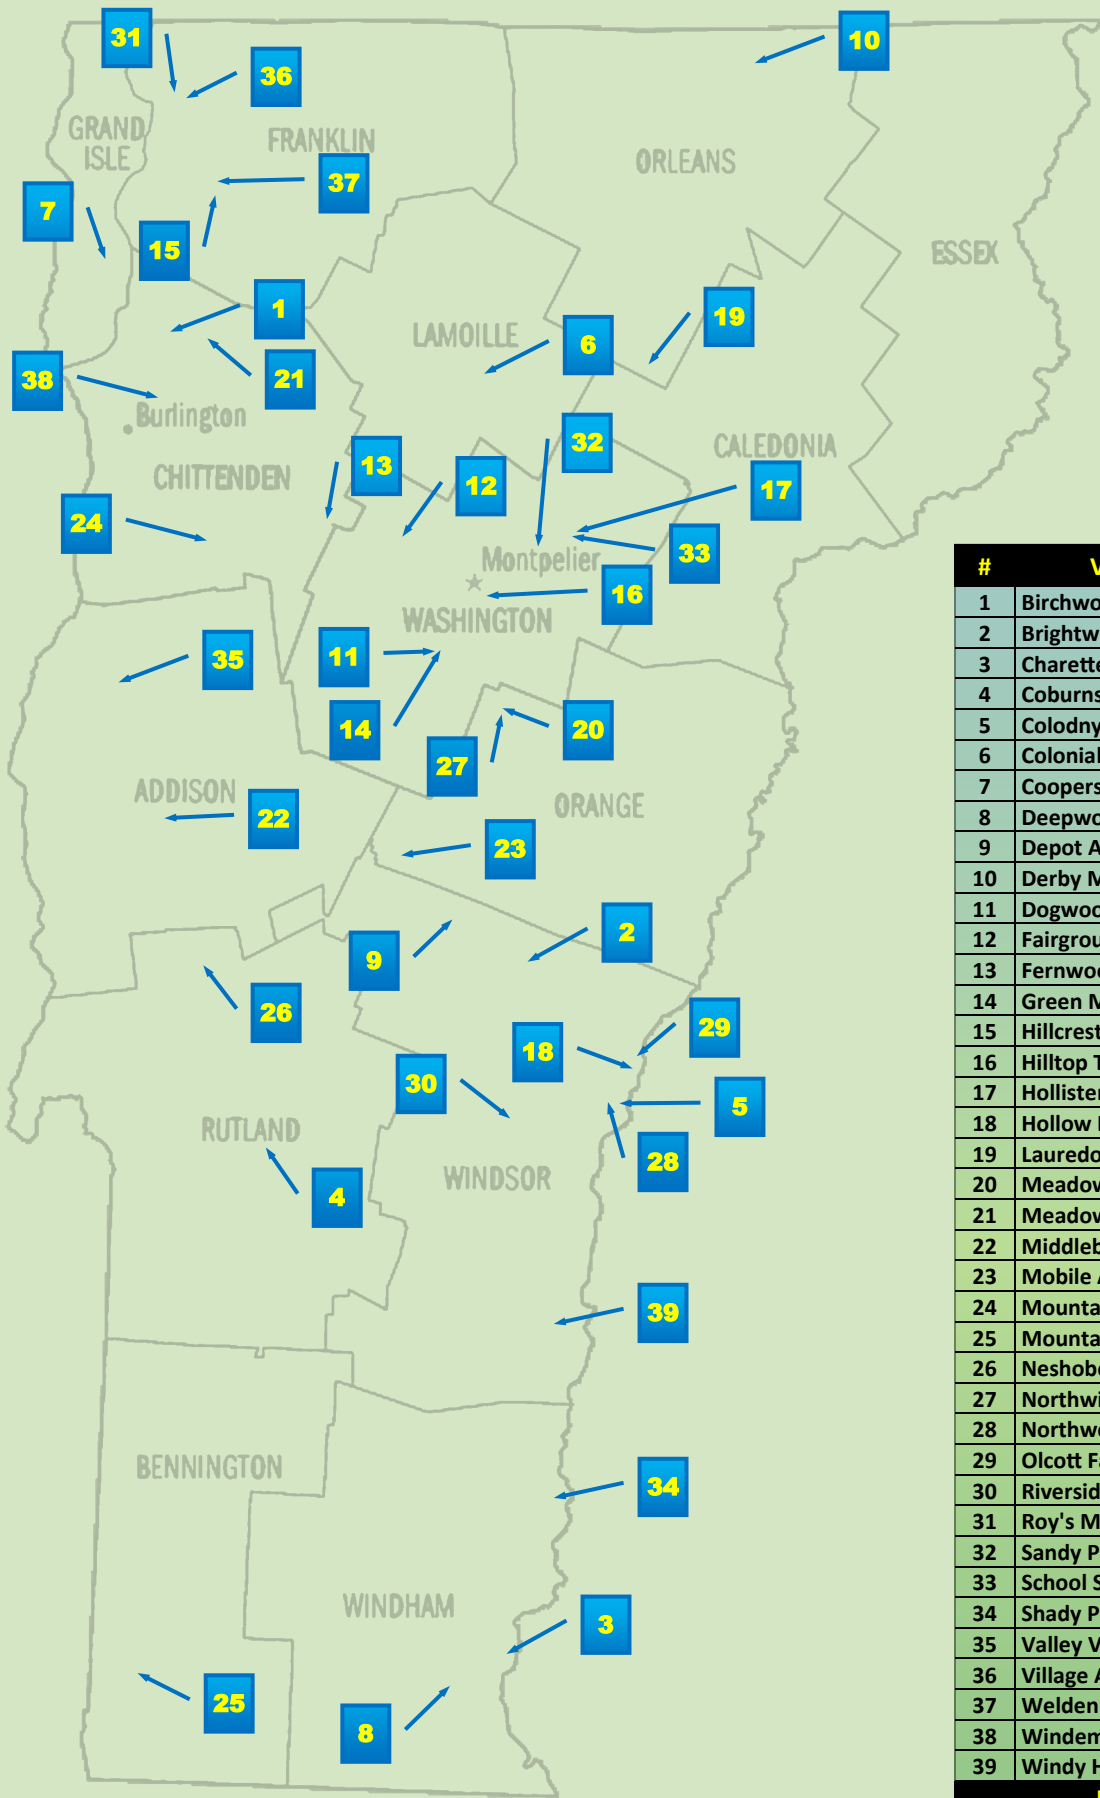 31
10
36
GRAND
ISLE
FRANKLIN
ORLEANS
37
7
15
ESSEX
1
19
LAMOILLE
6
38
21
Burlington
32
CALEDONIA
13
CHITTENDEN
12
17
24
Montpelier
33
16
WASHINGTON
35
11
14
20
27
ADDISON
ORANGE
22
23
2
9
26
29
18
30
5
RUTLAND
28
WINDSOR
4
39
BENNINGTON
34
WINDHAM
3
25
8
#
1 Birchwo
2 Brightw
3 Charette
4 Coburns
5 Colodny
6 Colonial
7 Coopers
8 Deepwo
9 Depot A
10 Derby M
11 Dogwoo
12 Fairgrou
13 Fernwoo
14 Green M
15 Hillcrest
16 Hilltop T
17 Hollister
18 Hollow
19 Lauredo
20 Meadow
21 Meadow
22 Middleb
23 Mobile
24 Mounta
25 Mounta
26 Neshobe
27 Northwi
28 Northwo
29 Olcott Fa
30 Riversid
31 Roy's M
32 Sandy P
33 School S
34 Shady P
35 Valley V
36 Village
37 Welden
38 Windem
39 Windy H